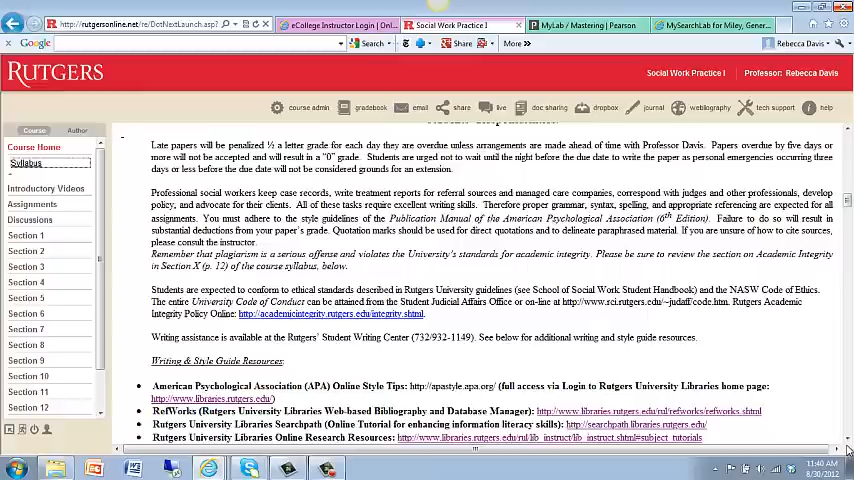 http://rutgersonline.net/re/DotNextLaunch.asp?
eCollege Instructor Login | Onl...
Social Work Practice I
MyLab / Mastering | Pearson
MySearchLab for Miley, Gener...
Google
Search
Share
More »
Rebecca Davis
RUTGERS
Social Work Practice I
Professor: Rebecca Davis
course admin
gradebook
email
share
live
doc sharing
dropbox
journal
webliography
tech support
help
Course
Author
Course Home
Syllabus
Introductory Videos
Assignments
Discussions
Section 1
Section 2
Section 3
Section 4
Section 5
Section 6
Section 7
Section 8
Section 9
Section 10
Section 11
Section 12
Late papers will be penalized ½ a letter grade for each day they are overdue unless arrangements are made ahead of time with Professor Davis. Papers overdue by five days or
more will not be accepted and will result in a "0" grade. Students are urged not to wait until the night before the due date to write the paper as personal emergencies occurring three
days or less before the due date will not be considered grounds for an extension.
Professional social workers keep case records, write treatment reports for referral sources and managed care companies, correspond with judges and other professionals, develop
policy, and advocate for their clients. All of these tasks require excellent writing skills. Therefore proper grammar, syntax, spelling, and appropriate referencing are expected for all
assignments. You must adhere to the style guidelines of the Publication Manual of the American Psychological Association (6th Edition). Failure to do so will result in
substantial deductions from your paper's grade. Quotation marks should be used for direct quotations and to delineate paraphrased material. If you are unsure of how to cite sources,
please consult the instructor.
Remember that plagiarism is a serious offense and violates the University's standards for academic integrity. Please be sure to review the section on Academic Integrity
in Section X (p. 12) of the course syllabus, below.
Students are expected to conform to ethical standards described in Rutgers University guidelines (see School of Social Work Student Handbook) and the NASW Code of Ethics.
The entire University Code of Conduct can be attained from the Student Judicial Affairs Office or on-line at http://www.sci.rutgers.edu/~judaff/code.htm. Rutgers Academic
Integrity Policy Online: http://academicintegrity.rutgers.edu/integrity.shtml.
Writing assistance is available at the Rutgers' Student Writing Center (732/932-1149). See below for additional writing and style guide resources.
Writing & Style Guide Resources:
• American Psychological Association (APA) Online Style Tips: http://apastyle.apa.org/ (full access via Login to Rutgers University Libraries home page:
http://www.libraries.rutgers.edu/)
• RefWorks (Rutgers University Libraries Web-based Bibliography and Database Manager): http://www.libraries.rutgers.edu/rul/refworks/refworks.shtml
• Rutgers University Libraries Searchpath (Online Tutorial for enhancing information literacy skills): http://searchpath.libraries.rutgers.edu/
• Rutgers University Libraries Online Research Resources: http://www.libraries.rutgers.edu/rul/lib_instruct/lib_instruct.shtml#subject_tutorials
11:40 AM
8/30/2012